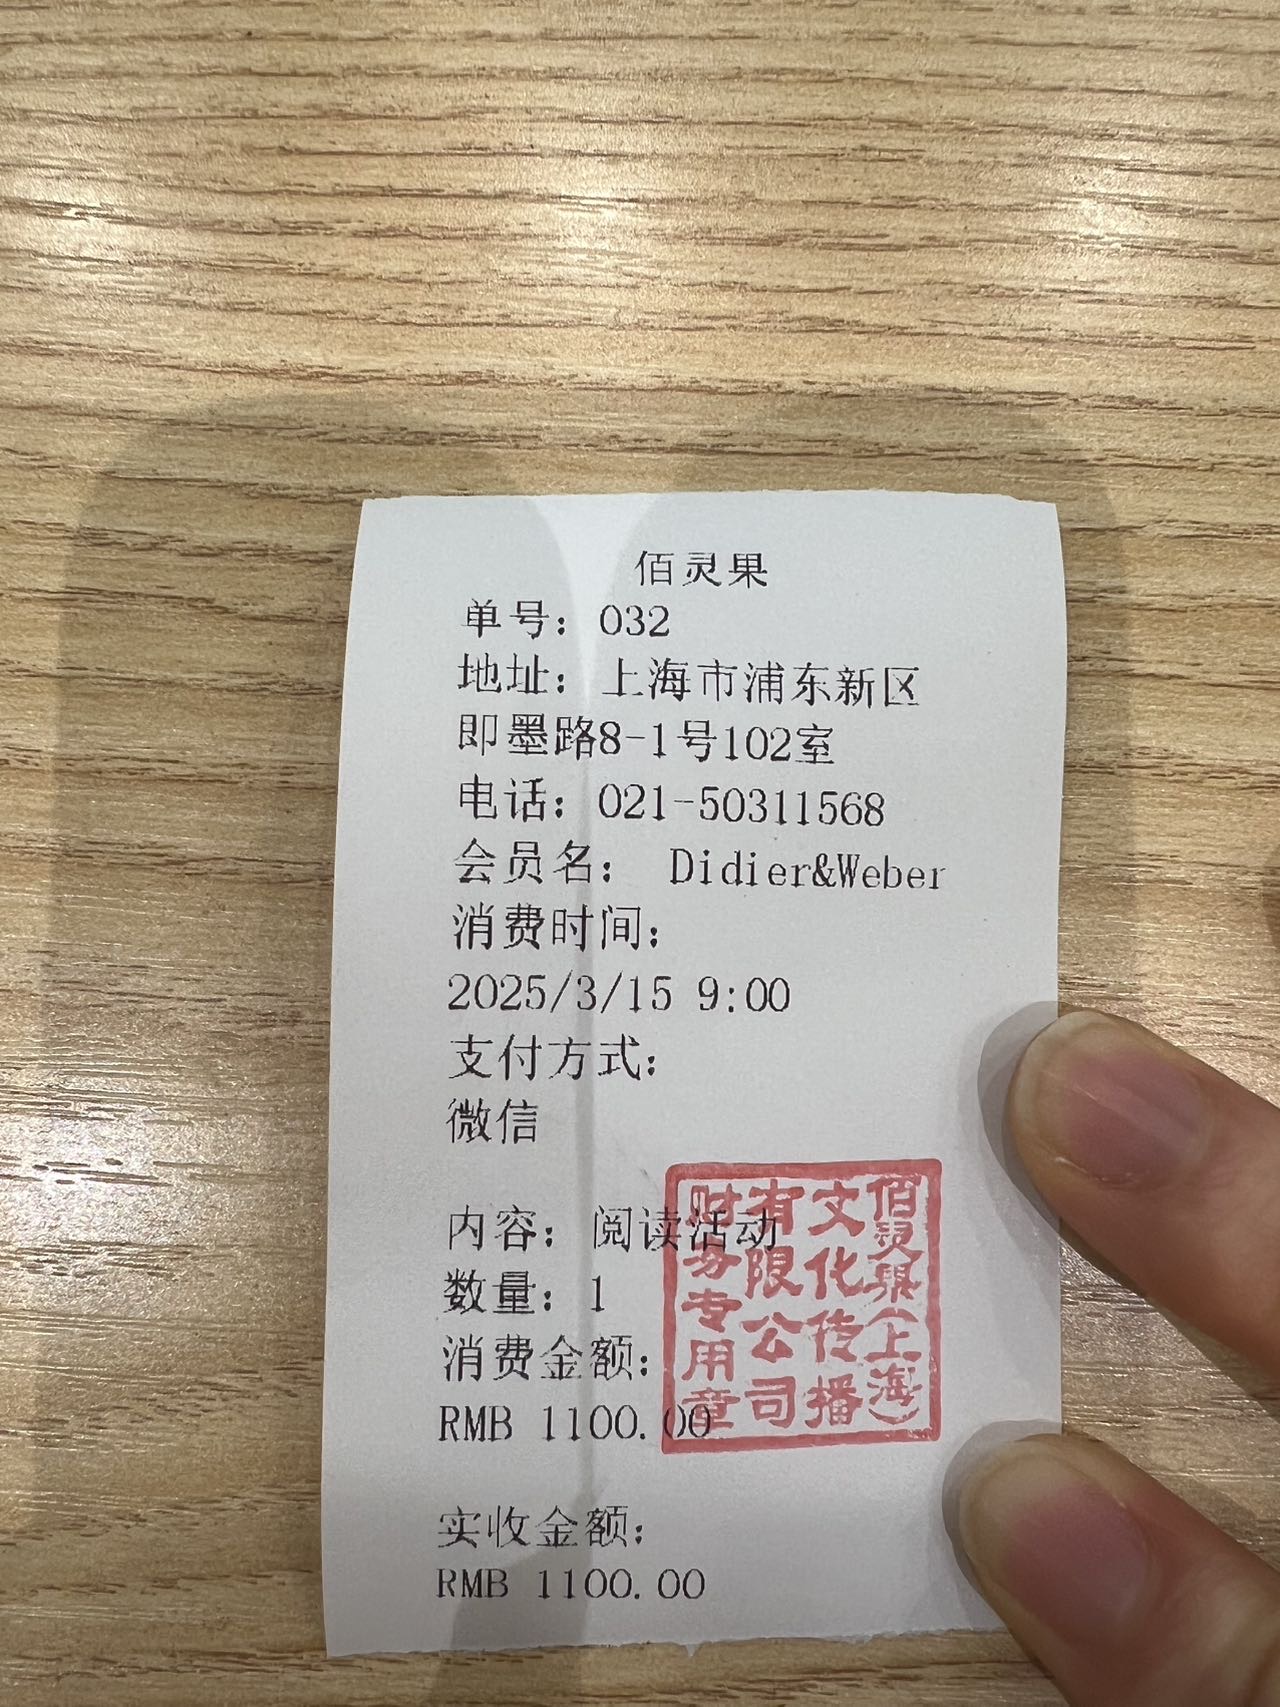 佰灵果
单号：032
地址：上海市浦东新区
即墨路8-1号102室
电话：021-50311568
会员名： Didier&Weber
消费时间：
2025/3/15 9:00
支付方式：
微信
内容：阅读活动
数量：1
消费金额：
RMB 1100.00
实收金额：
RMB 1100.00
佰灵果（上海）
文化传播
有限公司
财务专用章